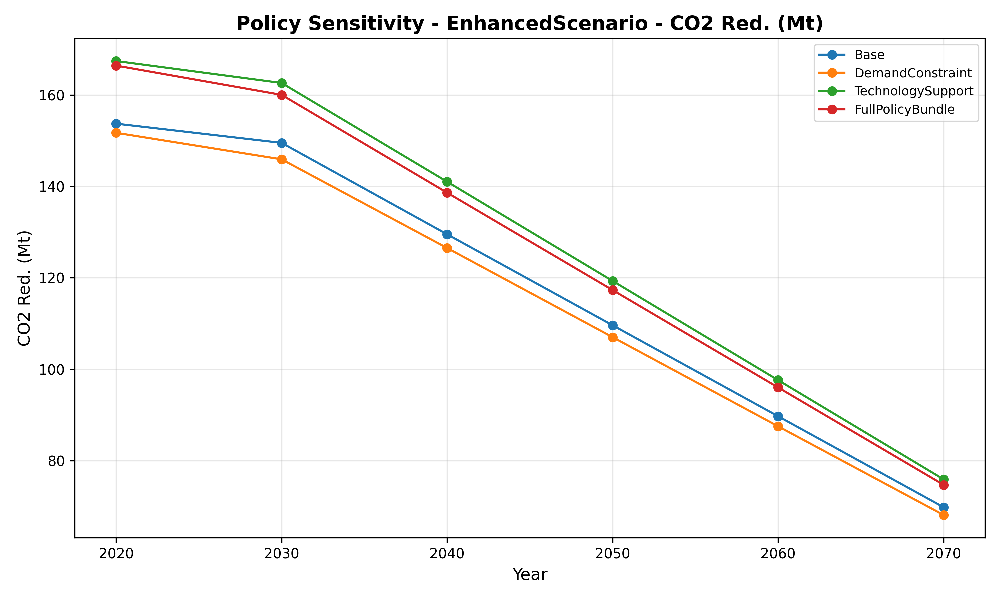 Policy Sensitivity - EnhancedScenario - CO2 Red. (Mt)
Base
DemandConstraint
TechnologySupport
FullPolicyBundle
CO2 Red. (Mt)
160
140
120
100
80
2020 2030 2040 2050 2060 2070
Year